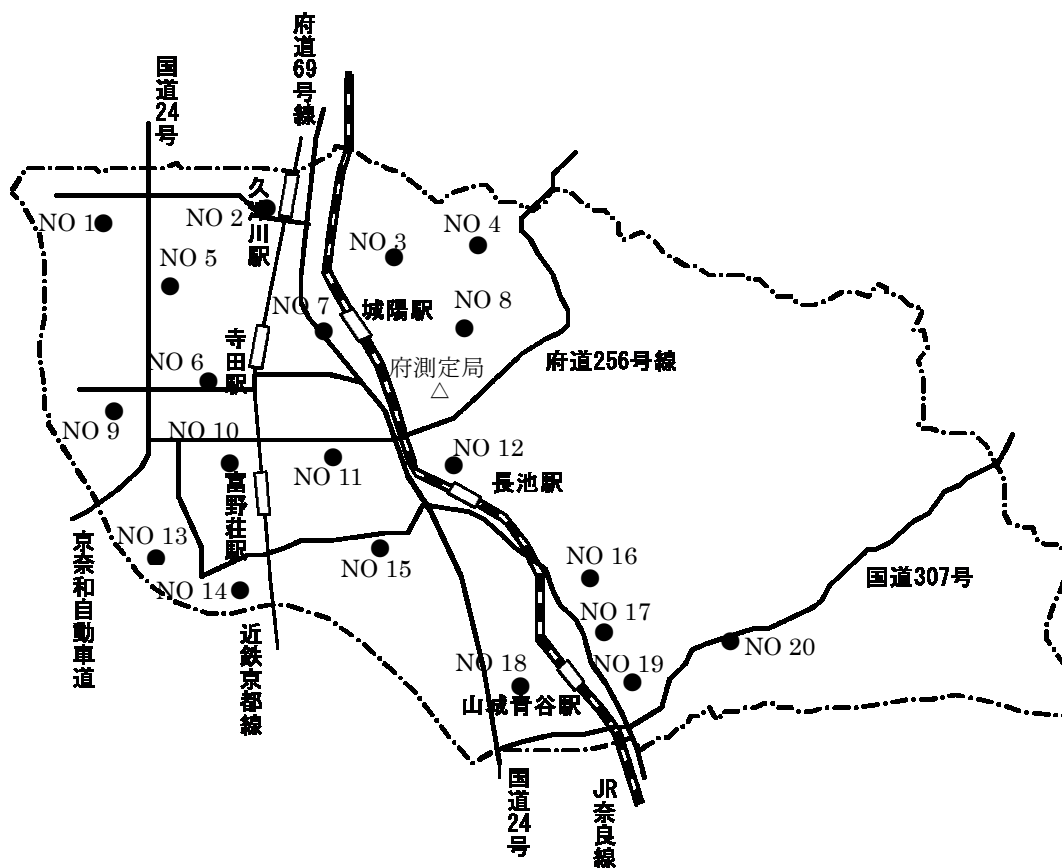 府道69号線
国道24号
久津川駅
NO 1
NO 2
NO 3
NO 4
NO 5
NO 7
城陽駅
NO 8
寺田駅
府測定局
△
府道256号線
NO 6
NO 9
NO 10
NO 11
NO 12
富野荘駅
長池駅
京奈和自動車道
NO 13
NO 14
NO 15
NO 16
国道307号
NO 17
近鉄京都線
NO 18
NO 19
NO 20
山城青谷駅
国道24号
JR奈良線